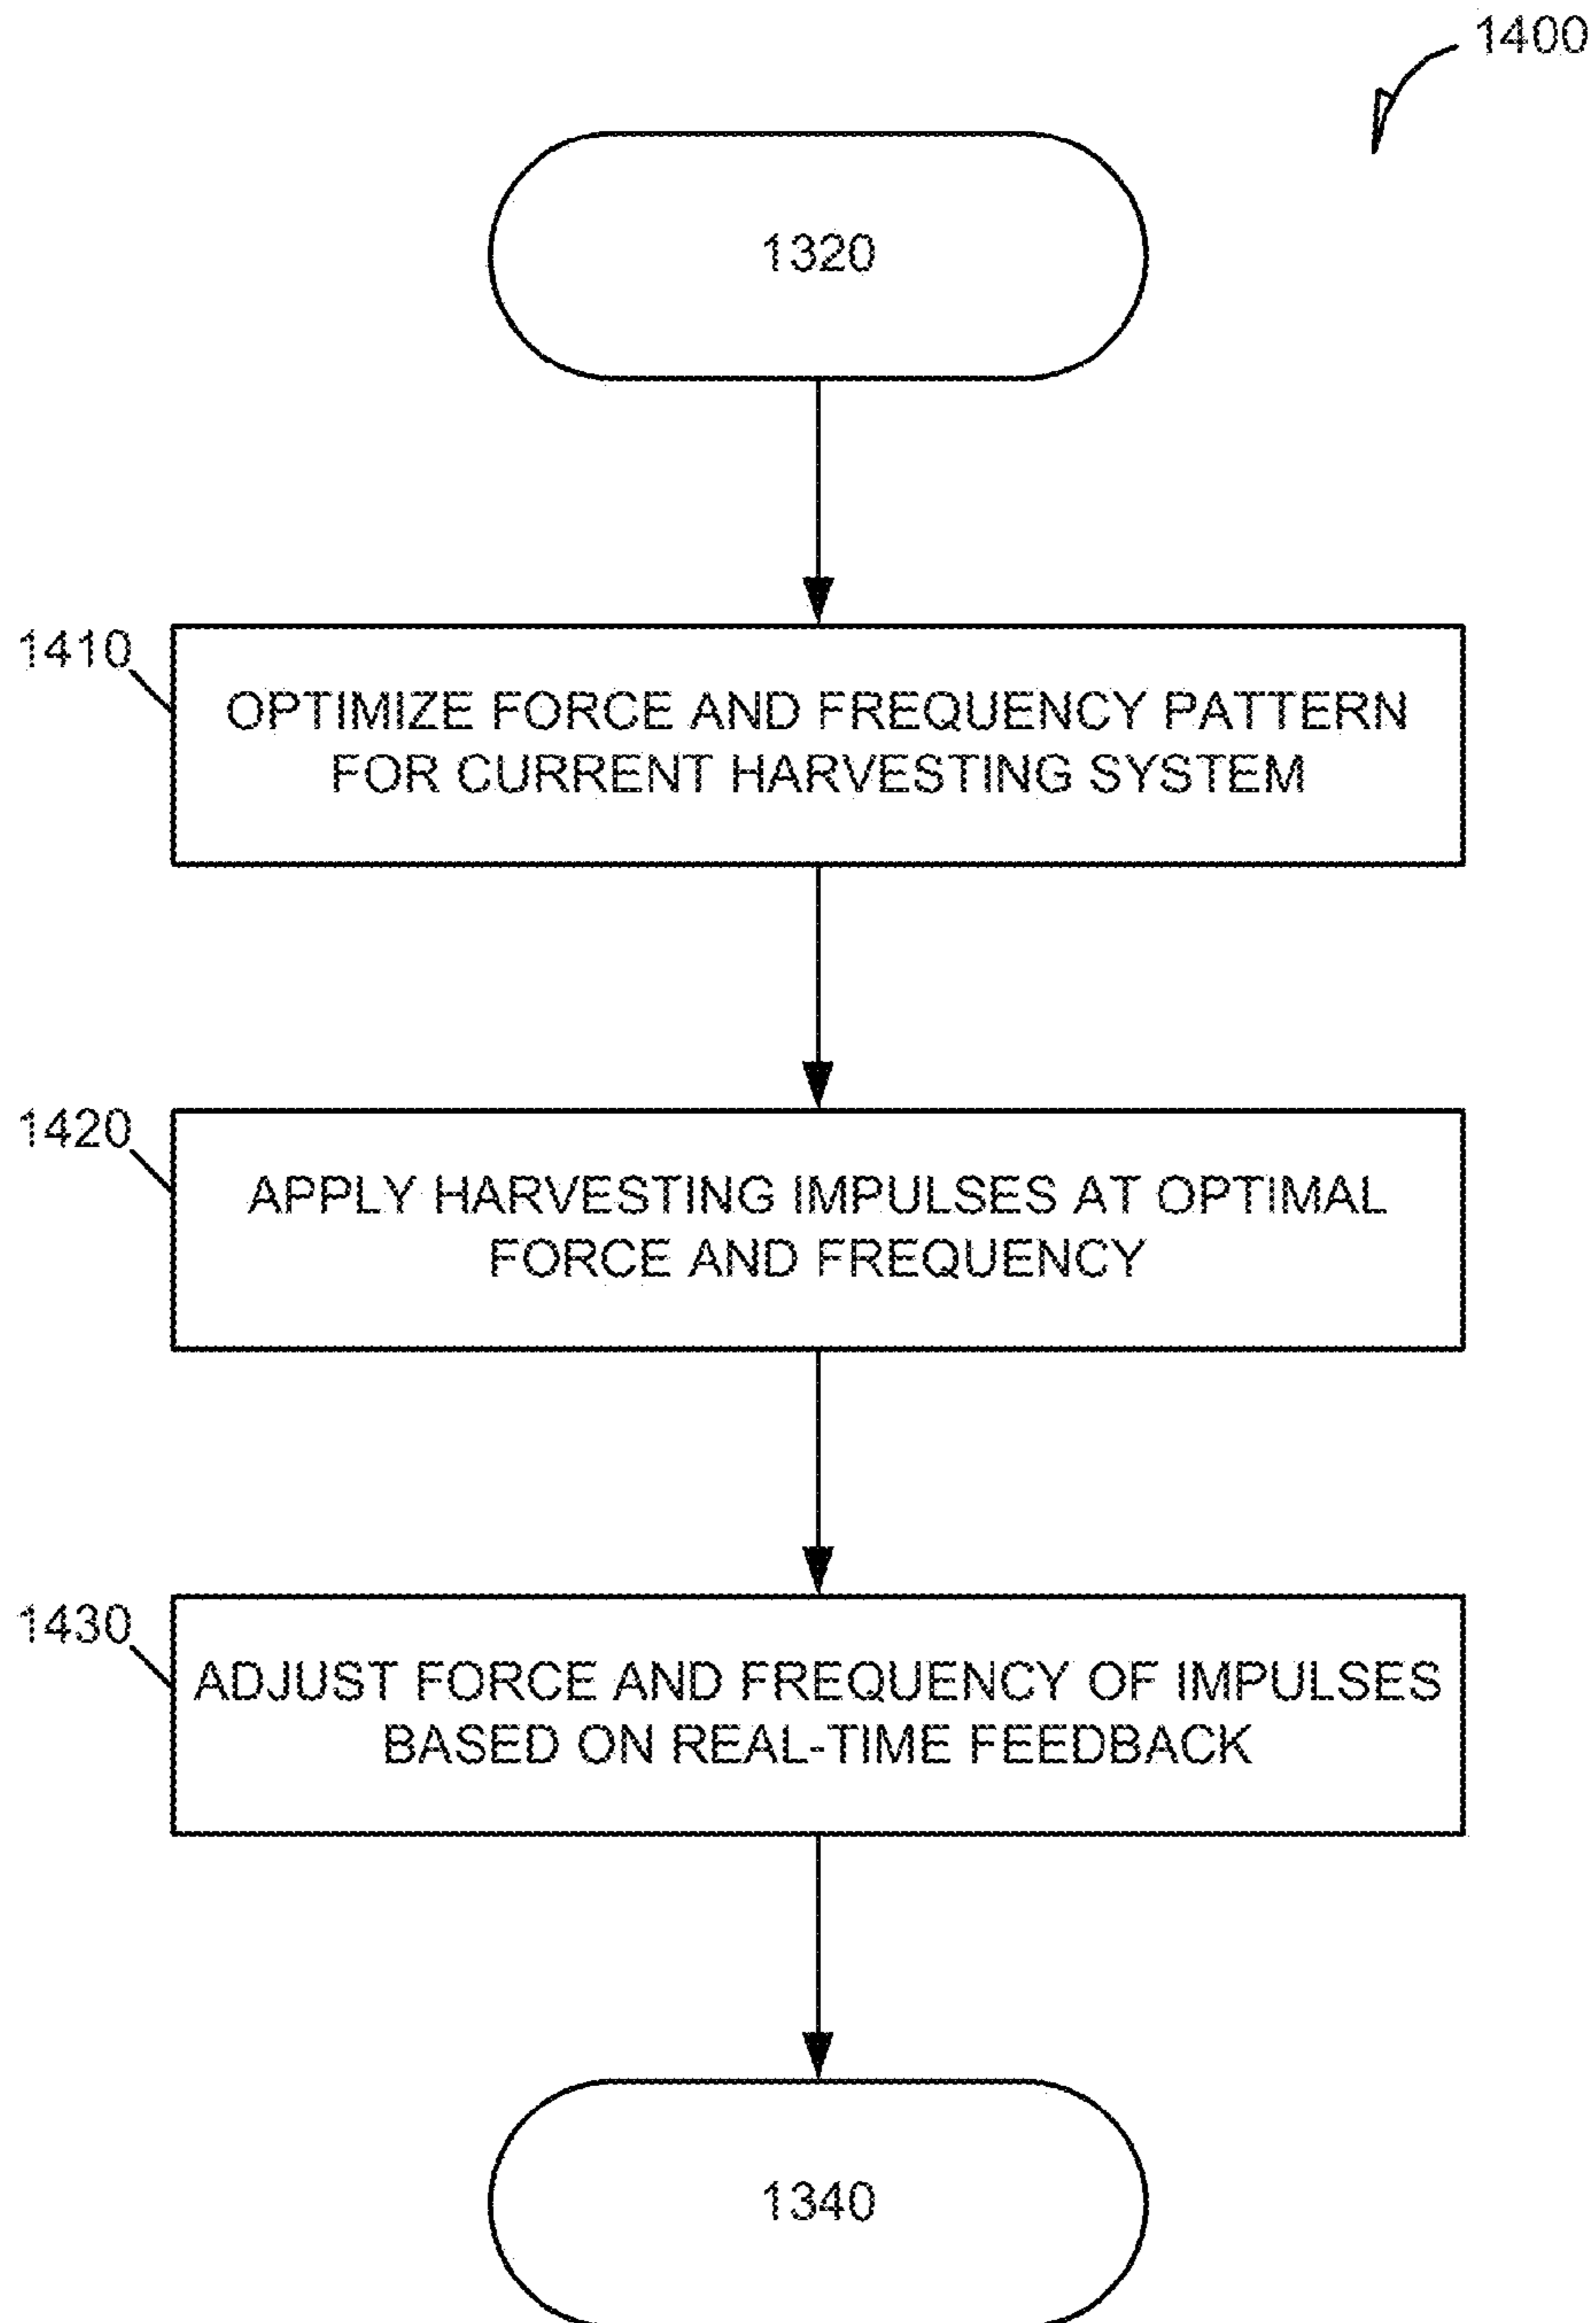 1400
1320
1410
OPTIMIZE FORCE AND FREQUENCY PATTERN
FOR CURRENT HARVESTING SYSTEM
1420
APPLY HARVESTING IMPULSES AT OPTIMAL
FORCE AND FREQUENCY
1430
ADJUST FORCE AND FREQUENCY OF IMPULSES
BASED ON REAL-TIME FEEDBACK
1340